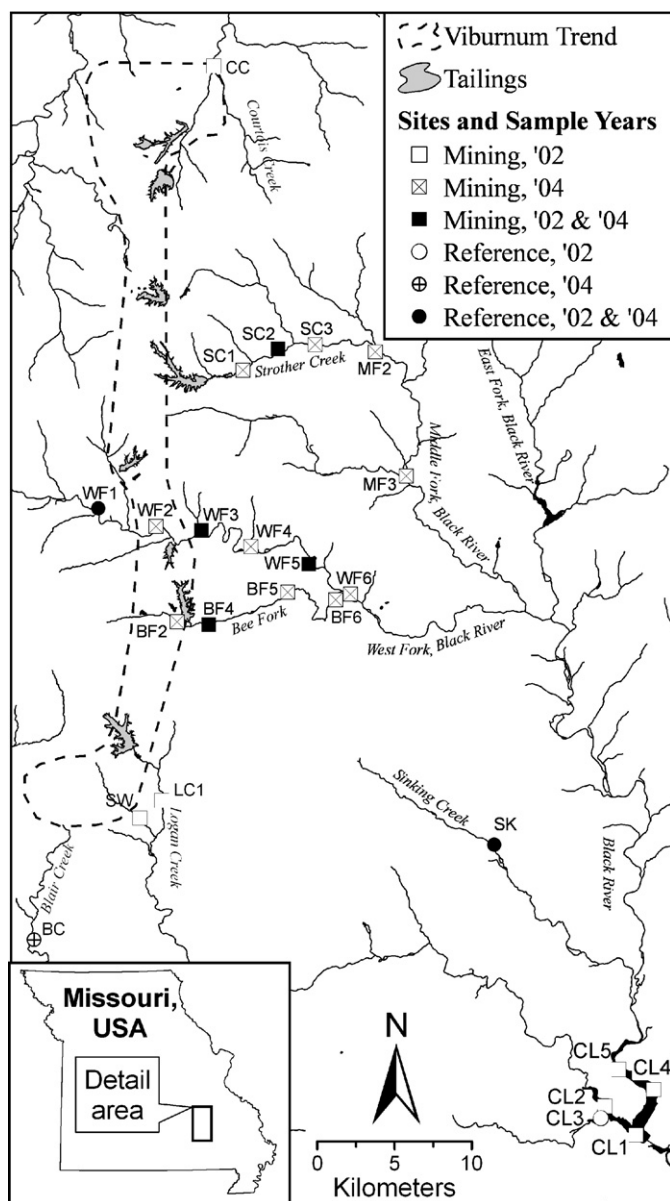 Viburnum Trend
Tailings
Sites and Sample Years
Mining, '02
Mining, '04
Mining, '02 & '04
Reference, '02
Reference, '04
Reference, '02 & '04
CC
Courtois Creek
SC1
SC2
SC3
Strother Creek
MF2
East Fork, Black River
MF3
Middle Fork, Black River
WF1
WF2
WF3
WF4
WF5
WF6
BF2
BF4
BF5
BF6
Bee Fork
West Fork, Black River
SW
LC1
Logan Creek
Sinking Creek
SK
Black River
Blair Creek
BC
CL5
CL4
CL2
CL3
CL1
Missouri,
USA
Detail
area
N
0 5 10
Kilometers